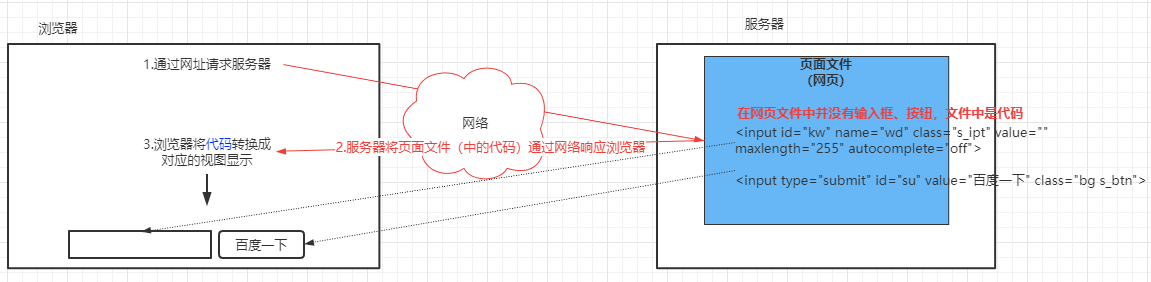 浏览器
服务器
1.通过网址请求服务器
页面文件
(网页)
在网页文件中并没有输入框、按钮，文件中是代码
网络
<input id="kw" name="wd" class="s_ipt" value=""
maxlength="255" autocomplete="off">
3.浏览器将代码转换成
对应的视图显示
2.服务器将页面文件（中的代码）通过网络响应浏览器
<input type="submit" id="su" value="百度一下" class="bg s_btn">
百度一下